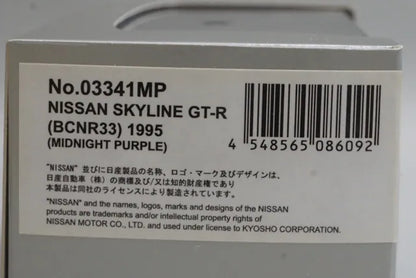 No.03341MP
NISSAN SKYLINE GT-R
(BCNR33) 1995
(MIDNIGHT PURPLE)
4 548565 086092
"NISSAN" 並びに日産製品の名称、ロゴ・マーク及びデザインは、
日産自動車(株)の商標及び/又は知的財産権であり
本製品は同社のライセンスにより製造されています。
"NISSAN" and the names, logos, marks and designs of the NISSAN
products are trademarks and/or intellectual property rights of
NISSAN MOTOR CO., LTD. and used under license to KYOSHO CORPORATION.